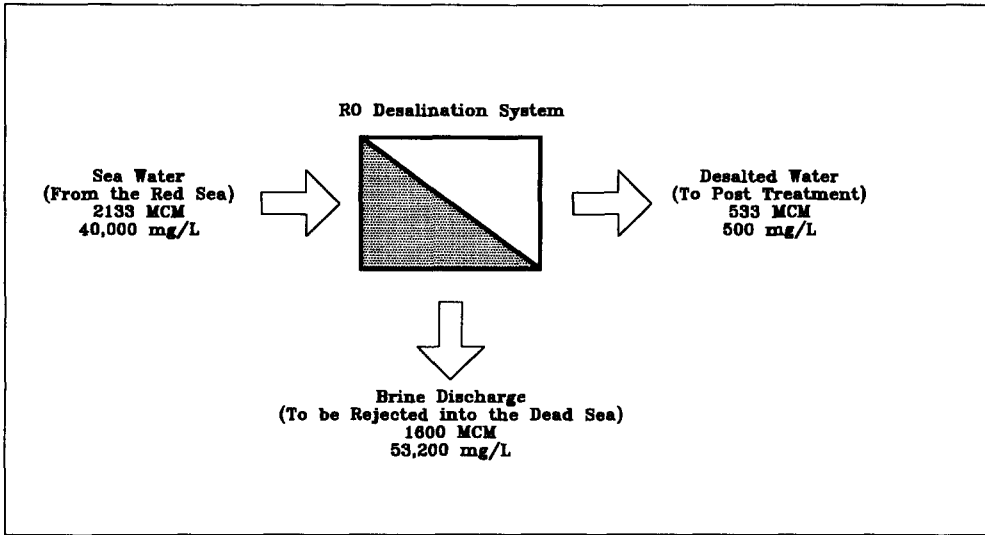 RO Desalination System
Sea Water
(From the Red Sea)
2133 MCM
40,000 mg/L
Desalted Water
(To Post Treatment)
533 MCM
500 mg/L
Brine Discharge
(To be Rejected into the Dead Sea)
1600 MCM
53,200 mg/L